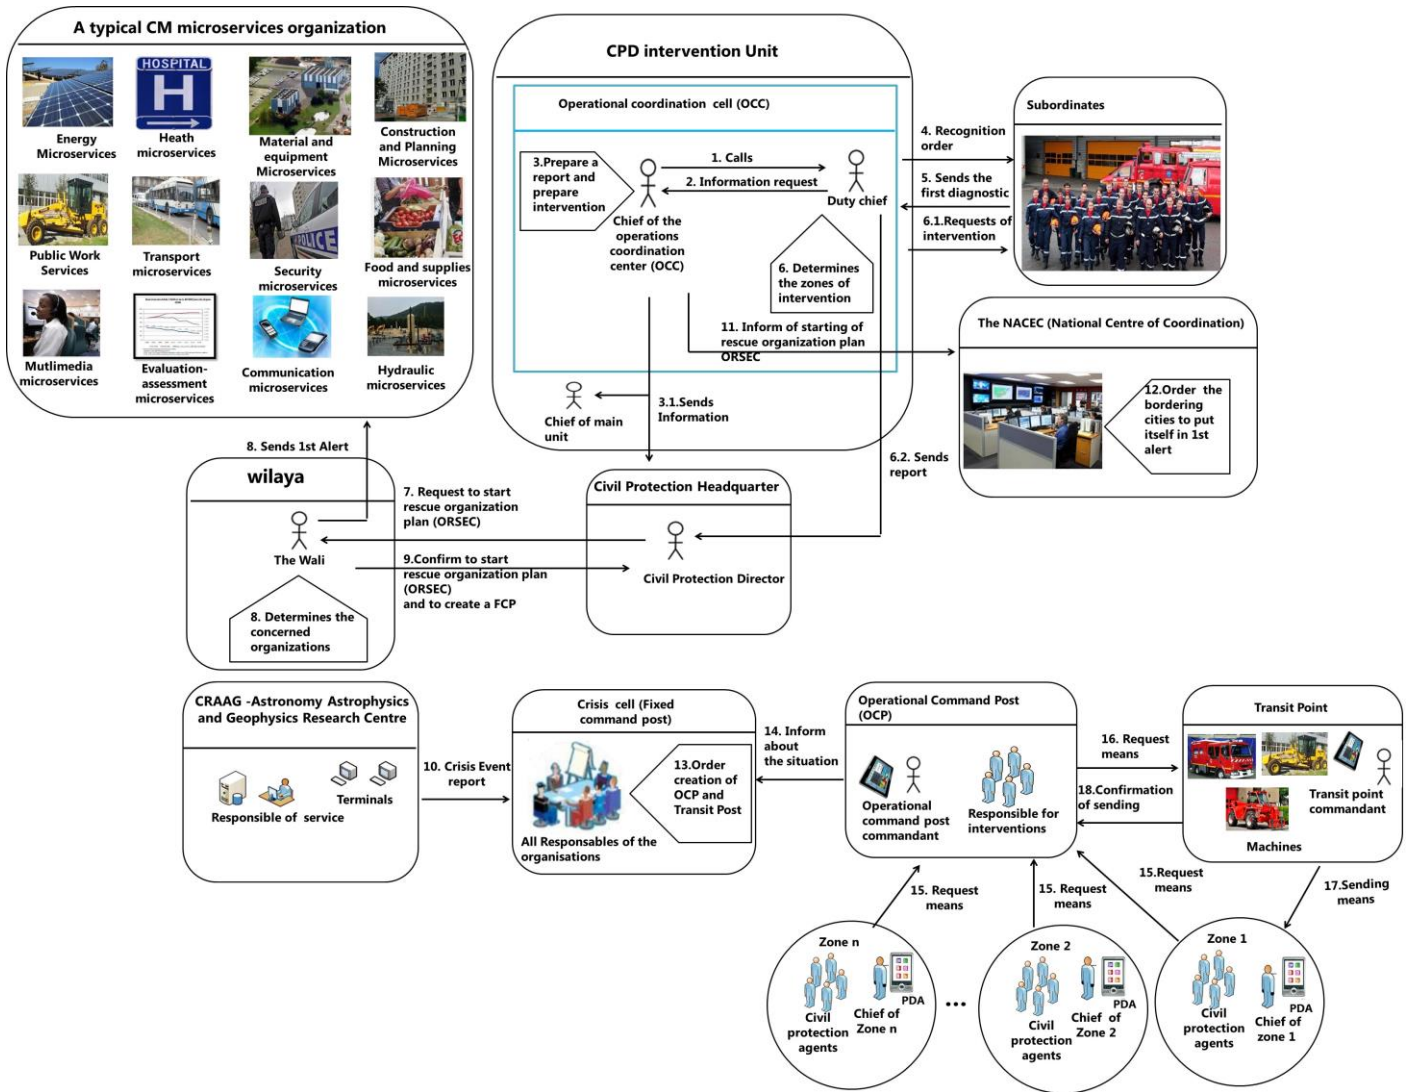 A typical CM microservices organization
HOSPITAL
H
Energy
Microservices
Heath
microservices
Material and
equipment
Microservices
Construction
and Planning
Microservices
Public Work
Services
Transport
microservices
POLICE
Security
microservices
Food and supplies
microservices
Mutlimedia
microservices
Evaluation-
assessment
microservices
Communication
microservices
Hydraulic
microservices
CPD intervention Unit
Operational coordination cell (OCC)
3.Prepare a
report and
prepare
intervention
1. Calls
2. Information request
Chief of the
operations
coordination
center (OCC)
Duty chief
6. Determines
the zones of
intervention
11. Inform of starting of
rescue organization plan
ORSEC
Chief of main
unit
3.1.Sends
Information
4. Recognition
order
5. Sends the
first diagnostic
6.1.Requests of
intervention
Subordinates
The NACEC (National Centre of Coordination)
12.Order the
bordering
cities to put
itself in 1st
alert
6.2. Sends
report
8. Sends 1st Alert
wilaya
The Wali
8. Determines the
concerned
organizations
7. Request to start
rescue organization
plan (ORSEC)
9.Confirm to start
rescue organization plan
(ORSEC)
and to create a FCP
Civil Protection Headquarter
Civil Protection Director
CRAAG -Astronomy Astrophysics
and Geophysics Research Centre
Responsible of service
Terminals
10. Crisis Event
report
Crisis cell (Fixed
command post)
13.Order
creation of
OCP and
Transit Post
All Responsables of the
organisations
14. Inform
about
the situation
Operational Command Post
(OCP)
Operational
command post
commandant
Responsible for
interventions
16. Request
means
18.Confirmation
of sending
Transit Point
Transit point
commandant
Machines
15. Request
means
15. Request
means
15.Request
means
17.Sending
means
Zone n
PDA
Civil
protection
agents
Chief of
Zone n
...
Zone 2
PDA
Civil
protection
agents
Chief of
Zone 2
Zone 1
PDA
Civil
protection
agents
Chief of
zone 1